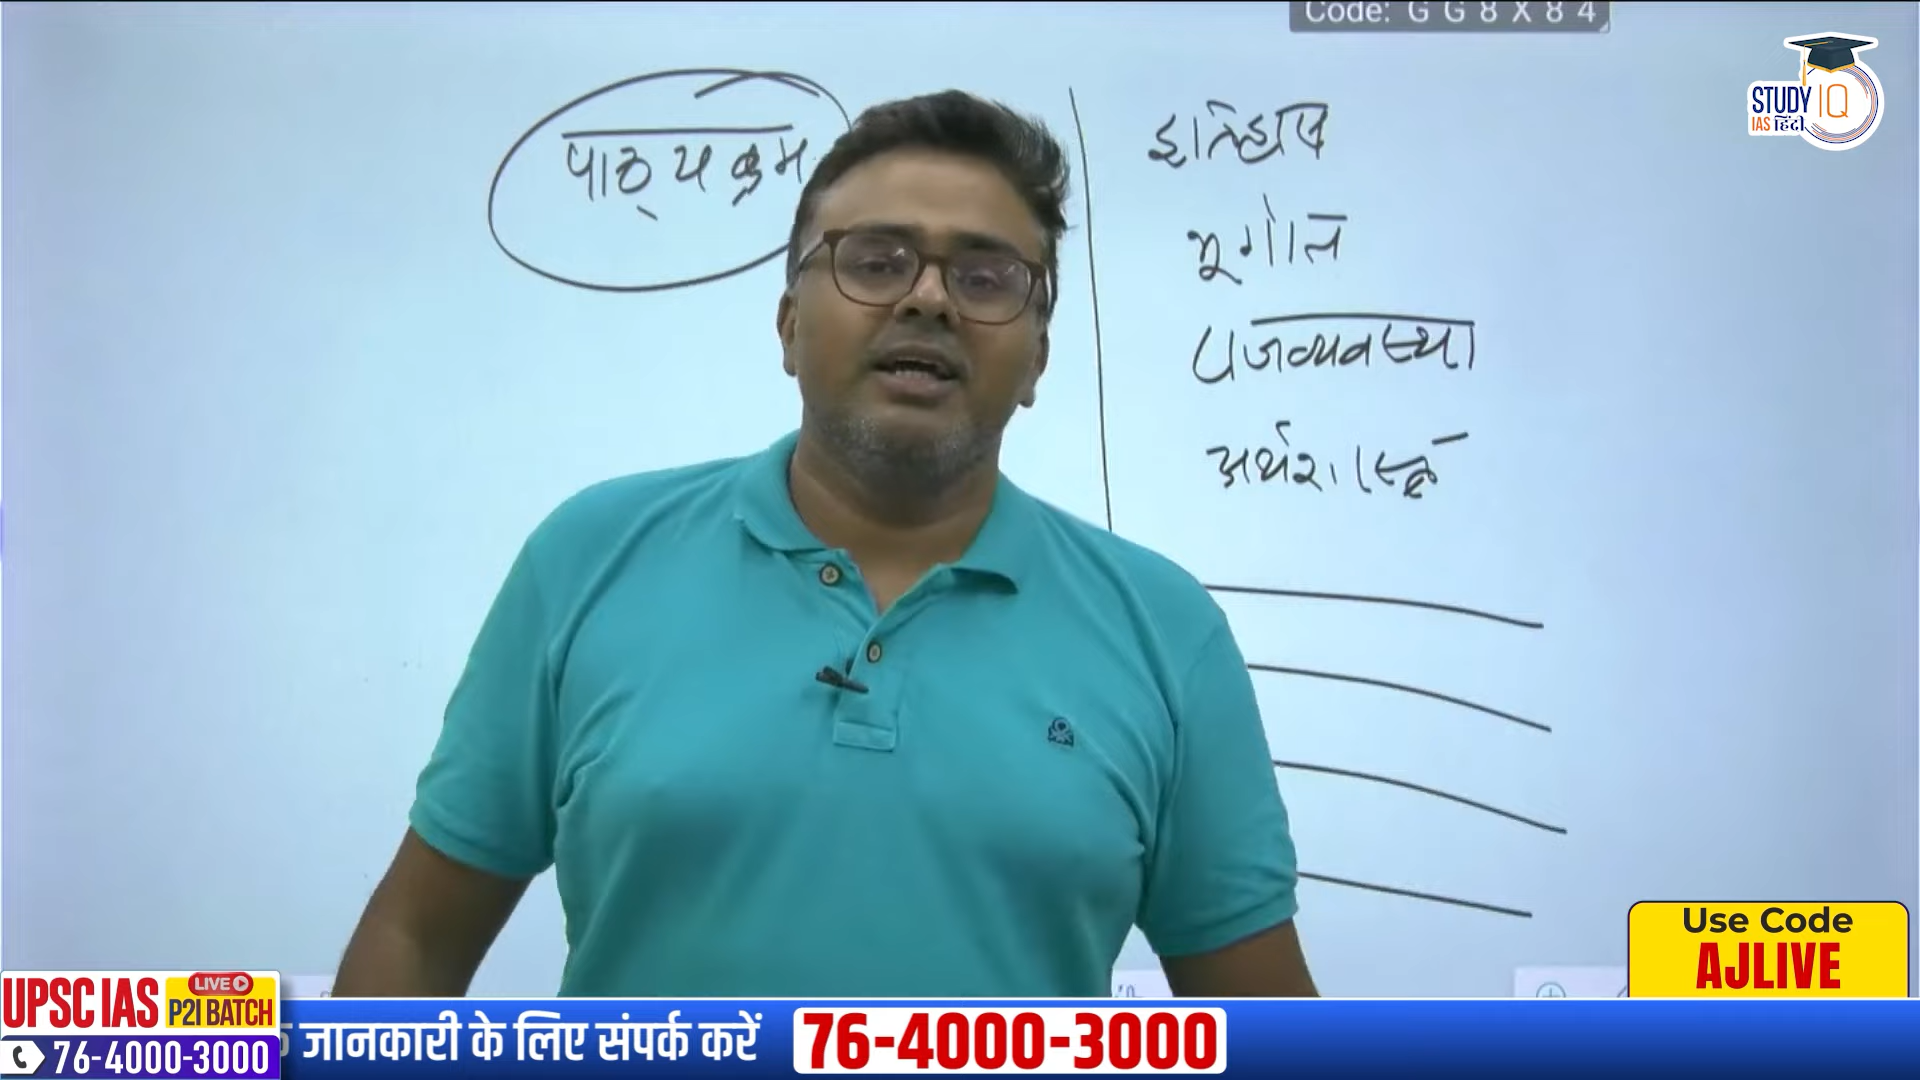 Code: G G 8 X 8 4
STUDY IQ
IAS हिंदी
पाठ्यक्रम
इतिहास
भूगोल
राजव्यवस्था
अर्थशास्त्र
Use Code
AJLIVE
UPSC IAS
LIVE
P2I BATCH
76-4000-3000
जानकारी के लिए संपर्क करें 76-4000-3000